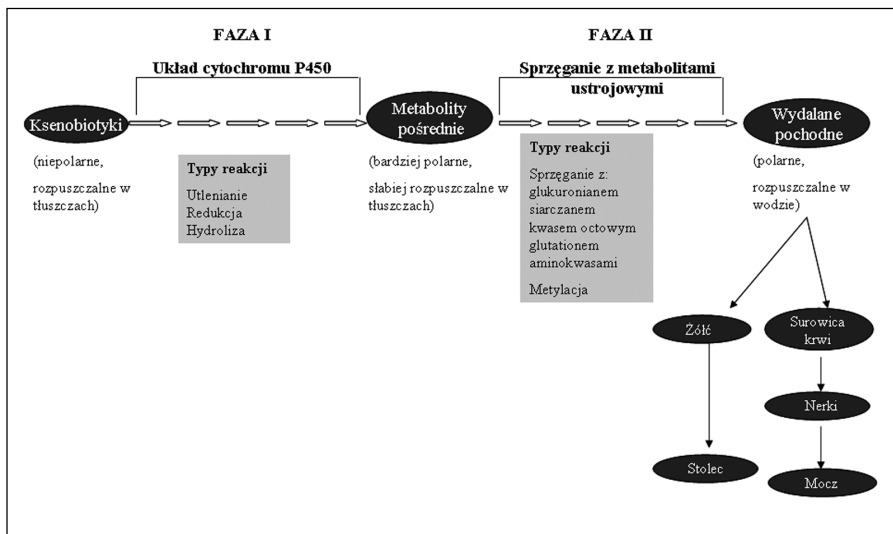 FAZA I
FAZA II
Układ cytochromu P450
Sprzęganie z metabolitami
ustrojowymi
Ksenobiotyki
Metabolity
pośrednie
Wydalane
pochodne
(niepolarne,
rozpuszczalne w
tłuszczach)
Typy reakcji
Utlenianie
Redukcja
Hydroliza
(bardziej polarne,
słabiej rozpuszczalne w
tłuszczach)
Typy reakcji
Sprzęganie z:
glukuronianem
siarczanem
kwasem octowym
glutationem
aminokwasami
Metylacja
(polarne,
rozpuszczalne w
wodzie)
Żółć
Surowica
krwi
Nerki
Stolec
Mocz